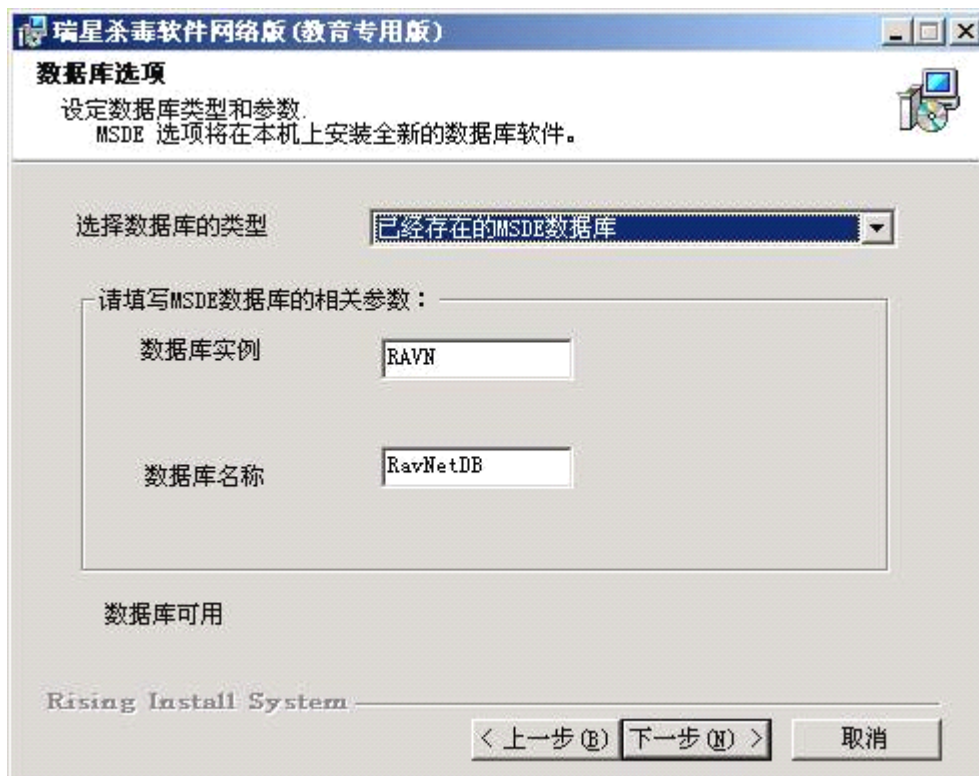 瑞星杀毒软件网络版(教育专用版)
数据库选项
设定数据库类型和参数.
MSDE 选项将在本机上安装全新的数据库软件。
选择数据库的类型 已经存在的MSDE数据库
请填写MSDE数据库的相关参数：
数据库实例 RAVN
数据库名称 RavNetDB
数据库可用
Rising Install System
< 上一步(B) 下一步(N) > 取消